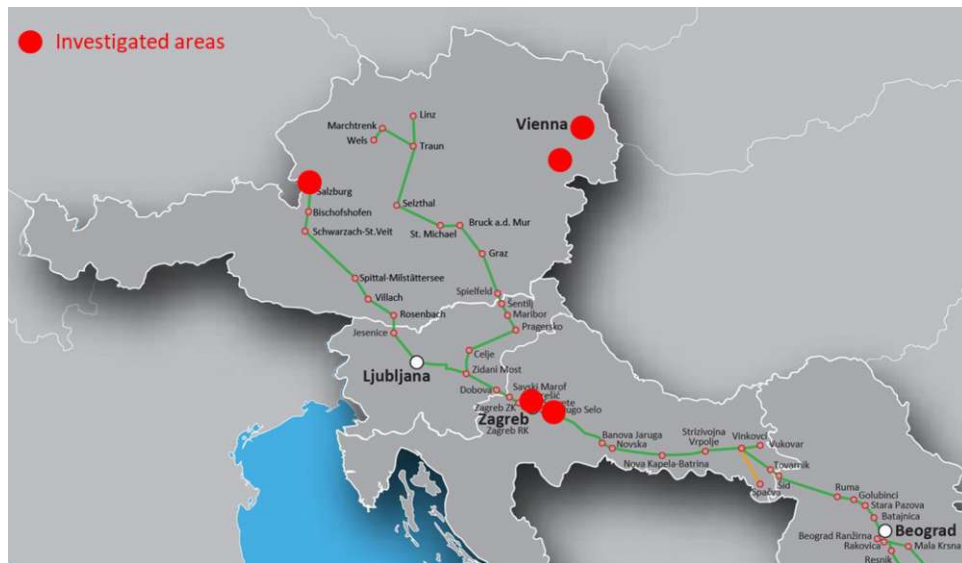 Investigated areas
Linz
Marchtrenk
Wels
Traun
Vienna
Salzburg
Bischofshofen
Schwarzach-St.Veit
Selzthal
St. Michael
Bruck a.d. Mur
Graz
Spittal-Milstättersee
Villach
Rosenbach
Spielfeld
Šentilj
Maribor
Pragersko
Jesenice
Ljubljana
Celje
Zidani Most
Dobova
Savski Marof
Zagreb ZK
Zagreb
Zagreb RK
Banova Jaruga
Novska
Nova Kapela-Batrina
Strizivojna
Vrpolje
Vinkovci
Vukovar
Tovarnik
Šid
Spačva
Ruma
Golubinci
Stara Pazova
Batajnica
Beograd
Beograd Ranžirna
Rakovica
Mala Krsna
Resnik